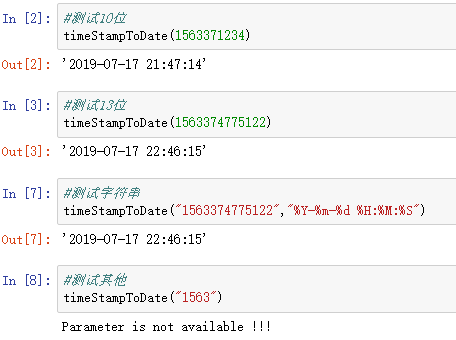 In [2]: #测试10位
timeStampToDate(1563371234)
Out[2]: '2019-07-17 21:47:14'
In [3]: #测试13位
timeStampToDate(1563374775122)
Out[3]: '2019-07-17 22:46:15'
In [7]: #测试字符串
timeStampToDate("1563374775122","%Y-%m-%d %H:%M:%S")
Out[7]: '2019-07-17 22:46:15'
In [8]: #测试其他
timeStampToDate("1563")
Parameter is not available !!!